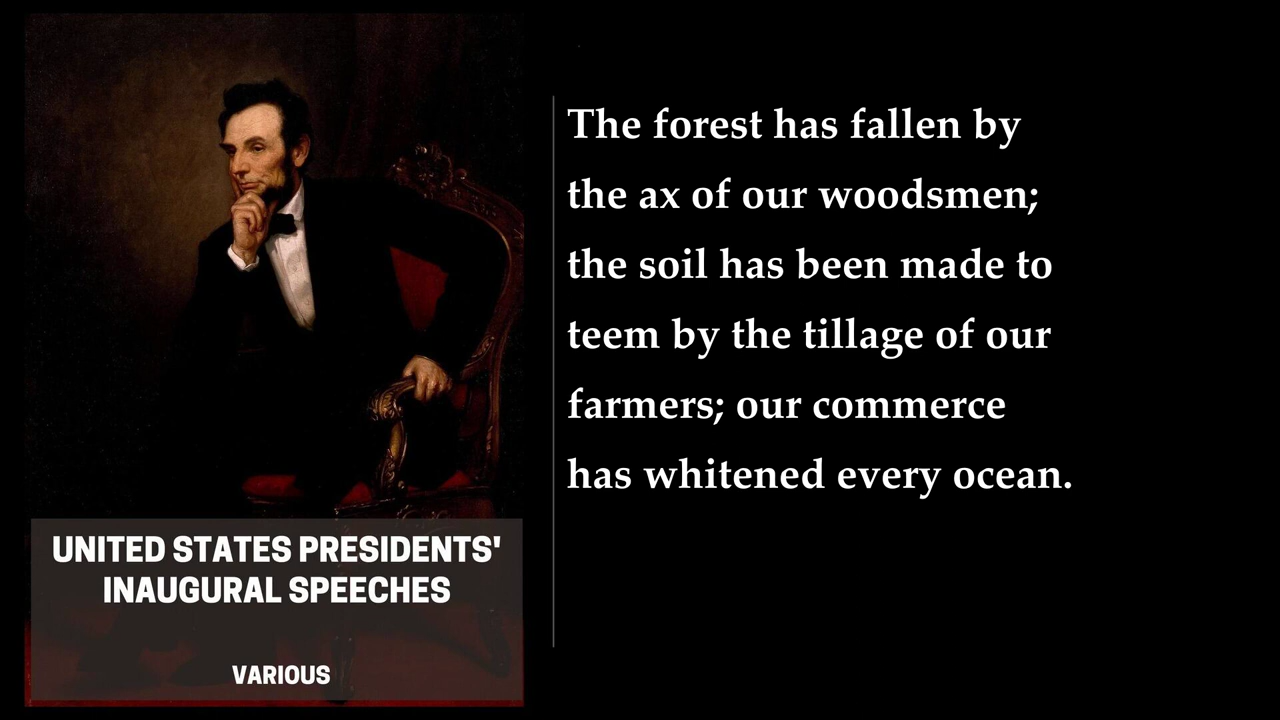 The forest has fallen by
the ax of our woodsmen;
the soil has been made to
teem by the tillage of our
farmers; our commerce
has whitened every ocean.
UNITED STATES PRESIDENTS'
INAUGURAL SPEECHES
VARIOUS